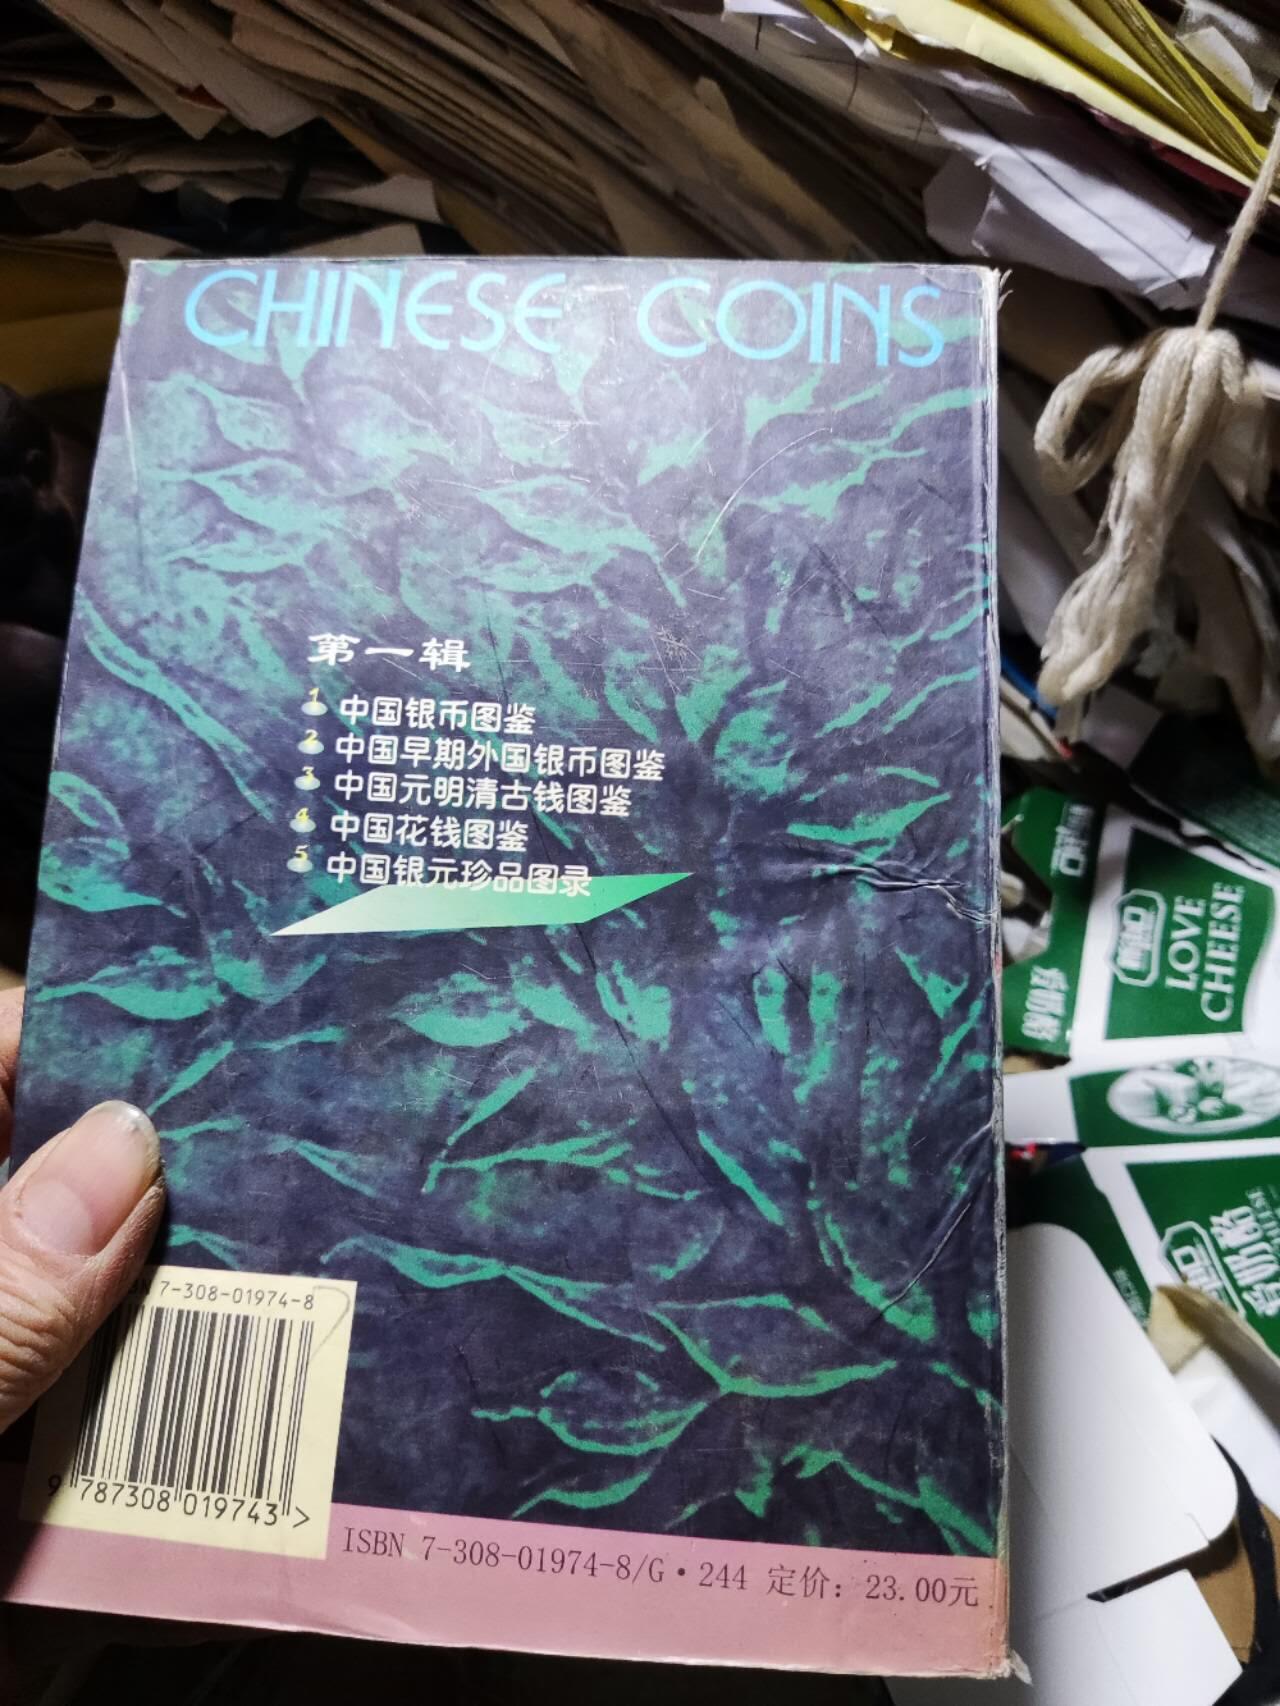 CHINESE COINS
第一辑
1 中国银币图鉴
2 中国早期外国银币图鉴
3 中国元明清古钱图鉴
4 中国花钱图鉴
5 中国银元珍品图录
7-308-01974-8
9 787308 019743 >
ISBN 7-308-01974-8/G·244 定价: 23.00元
LOVE
CHEESE